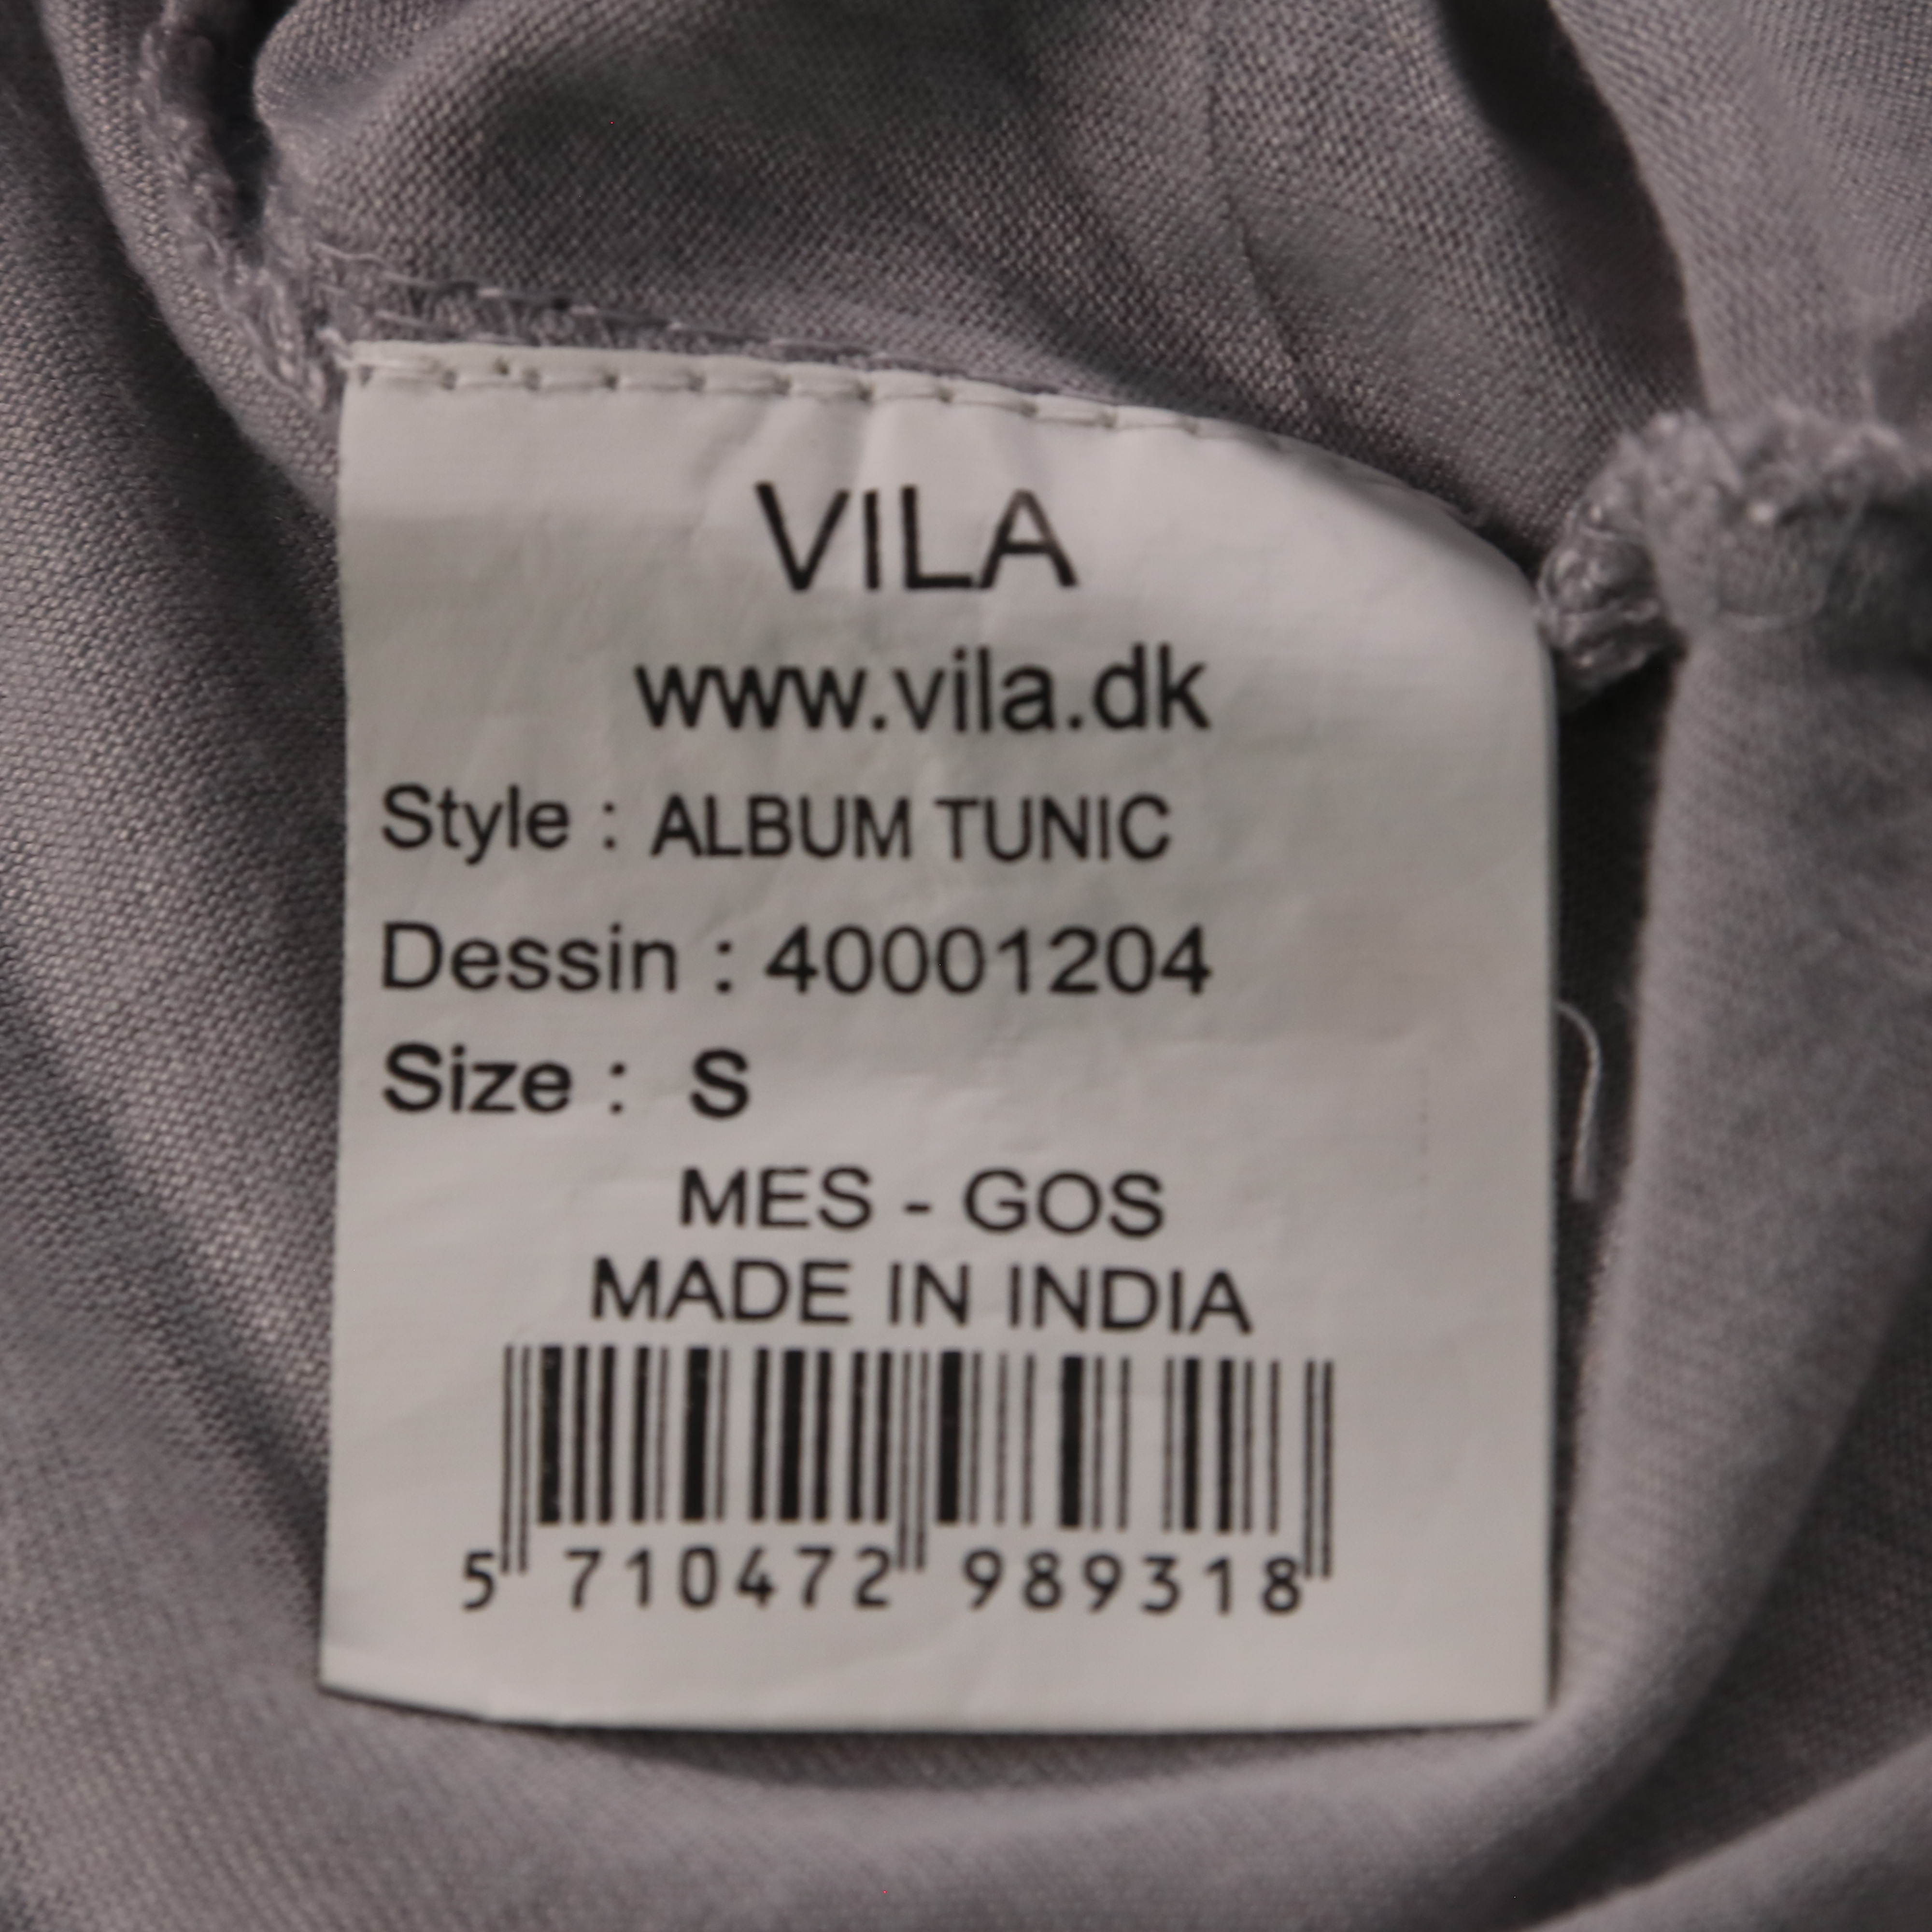 VILA
www.vila.dk
Style : ALBUM TUNIC
Dessin : 40001204
Size : S
MES - GOS
MADE IN INDIA
5 710472 989318